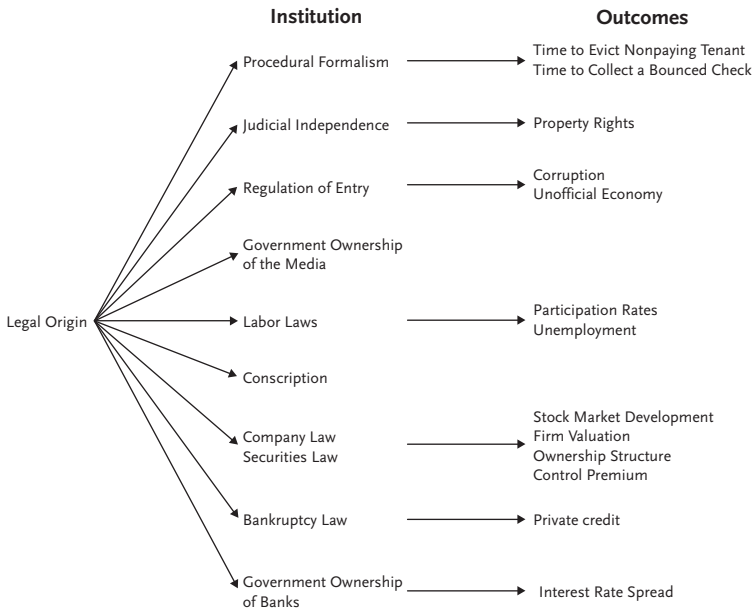 Institution
Outcomes
Procedural Formalism
Time to Evict Nonpaying Tenant
Time to Collect a Bounced Check
Judicial Independence
Property Rights
Regulation of Entry
Corruption
Unofficial Economy
Government Ownership
of the Media
Legal Origin
Labor Laws
Participation Rates
Unemployment
Conscription
Company Law
Securities Law
Stock Market Development
Firm Valuation
Ownership Structure
Control Premium
Bankruptcy Law
Private credit
Government Ownership
of Banks
Interest Rate Spread